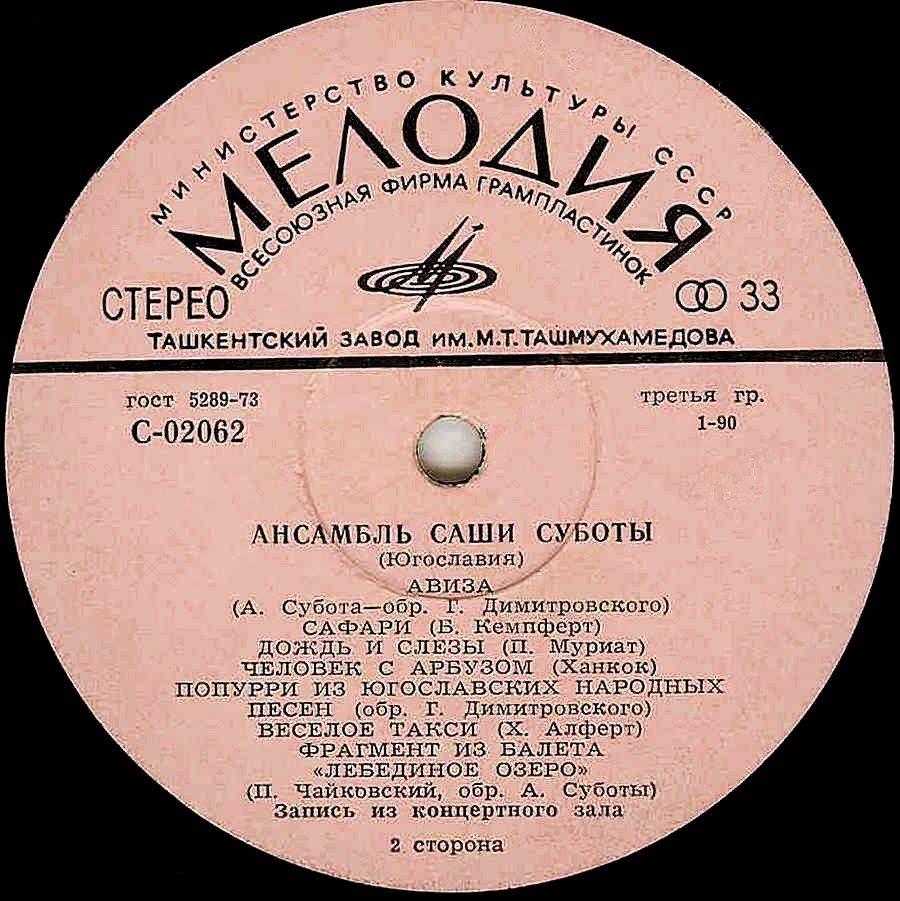 МИНИСТЕРСТВО КУЛЬТУРЫ СССР
МЕЛОДИЯ
ВСЕСОЮЗНАЯ ФИРМА ГРАМПЛАСТИНОК
СТЕРЕО
33
ТАШКЕНТСКИЙ ЗАВОД ИМ. М. Т. ТАШМУХАМЕДОВА
гост 5289-73
третья гр.
С-02062
1-90
АНСАМБЛЬ САШИ СУБОТЫ
(Югославия)
АВИЗА
(А. Субота—обр. Г. Димитровского)
САФАРИ (Б. Кемпферт)
ДОЖДЬ И СЛЕЗЫ (П. Муриат)
ЧЕЛОВЕК С АРБУЗОМ (Ханкок)
ПОПУРРИ ИЗ ЮГОСЛАВСКИХ НАРОДНЫХ
ПЕСЕН (обр. Г. Димитровского)
ВЕСЕЛОЕ ТАКСИ (Х. Алферт)
ФРАГМЕНТ ИЗ БАЛЕТА
«ЛЕБЕДИНОЕ ОЗЕРО»
(П. Чайковский, обр. А. Суботы)
Запись из концертного зала
2 сторона